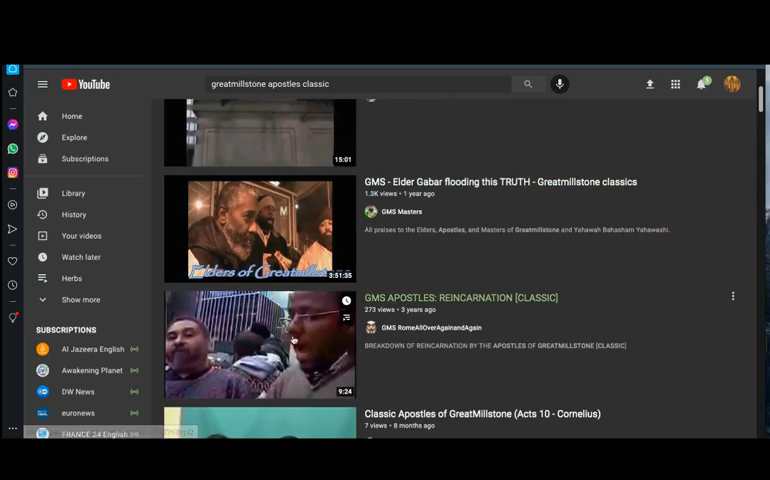 YouTube
greatmillstone apostles classic
3
Home
Explore
Subscriptions
Library
History
Your videos
Watch later
Herbs
Show more
SUBSCRIPTIONS
Al Jazeera English
Awakening Planet
DW News
euronews
FRANCE 24 English
15:01
Elders of Greatmillstone
3:51:35
GMS - Elder Gabar flooding this TRUTH - Greatmillstone classics
1.3K views • 1 year ago
GMS Masters
All praises to the Elders, Apostles, and Masters of Greatmillstone and Yahawah Bahasham Yahawashi.
9:24
GMS APOSTLES: REINCARNATION [CLASSIC]
273 views • 3 years ago
GMS RomeAllOverAgainandAgain
BREAKDOWN OF REINCARNATION BY THE APOSTLES OF GREATMILLSTONE [CLASSIC]
Classic Apostles of GreatMillstone (Acts 10 - Cornelius)
7 views • 8 months ago